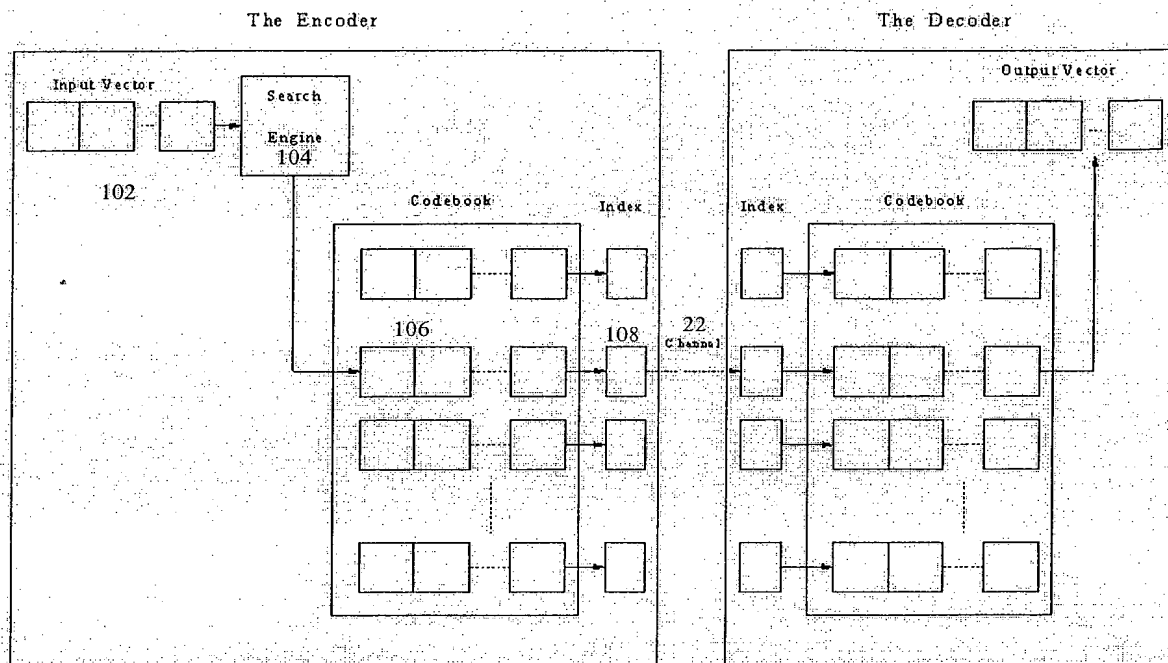 The Encoder
The Decoder
Input Vector
Search
Engine
104
102
Output Vector
Codebook
Index
Index
Codebook
106
108
22
Channel